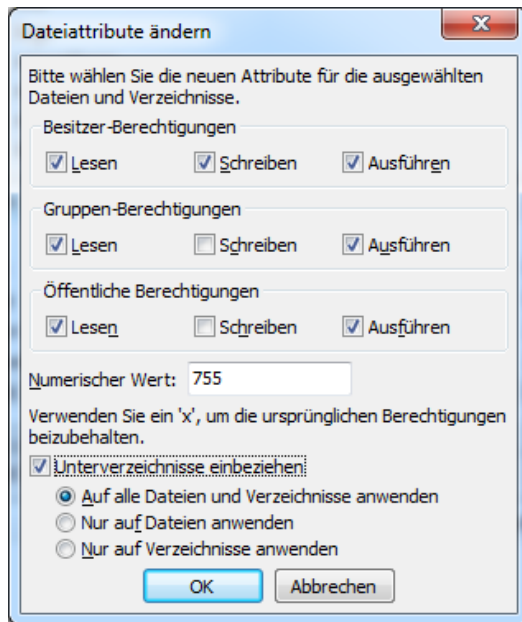 Dateiattribute ändern
Bitte wählen Sie die neuen Attribute für die ausgewählten
Dateien und Verzeichnisse.
Besitzer-Berechtigungen
Lesen Schreiben Ausführen
Gruppen-Berechtigungen
Lesen Schreiben Ausführen
Öffentliche Berechtigungen
Lesen Schreiben Ausführen
Numerischer Wert: 755
Verwenden Sie ein 'x', um die ursprünglichen Berechtigungen
beizubehalten.
Unterverzeichnisse einbeziehen
Auf alle Dateien und Verzeichnisse anwenden
Nur auf Dateien anwenden
Nur auf Verzeichnisse anwenden
OK Abbrechen